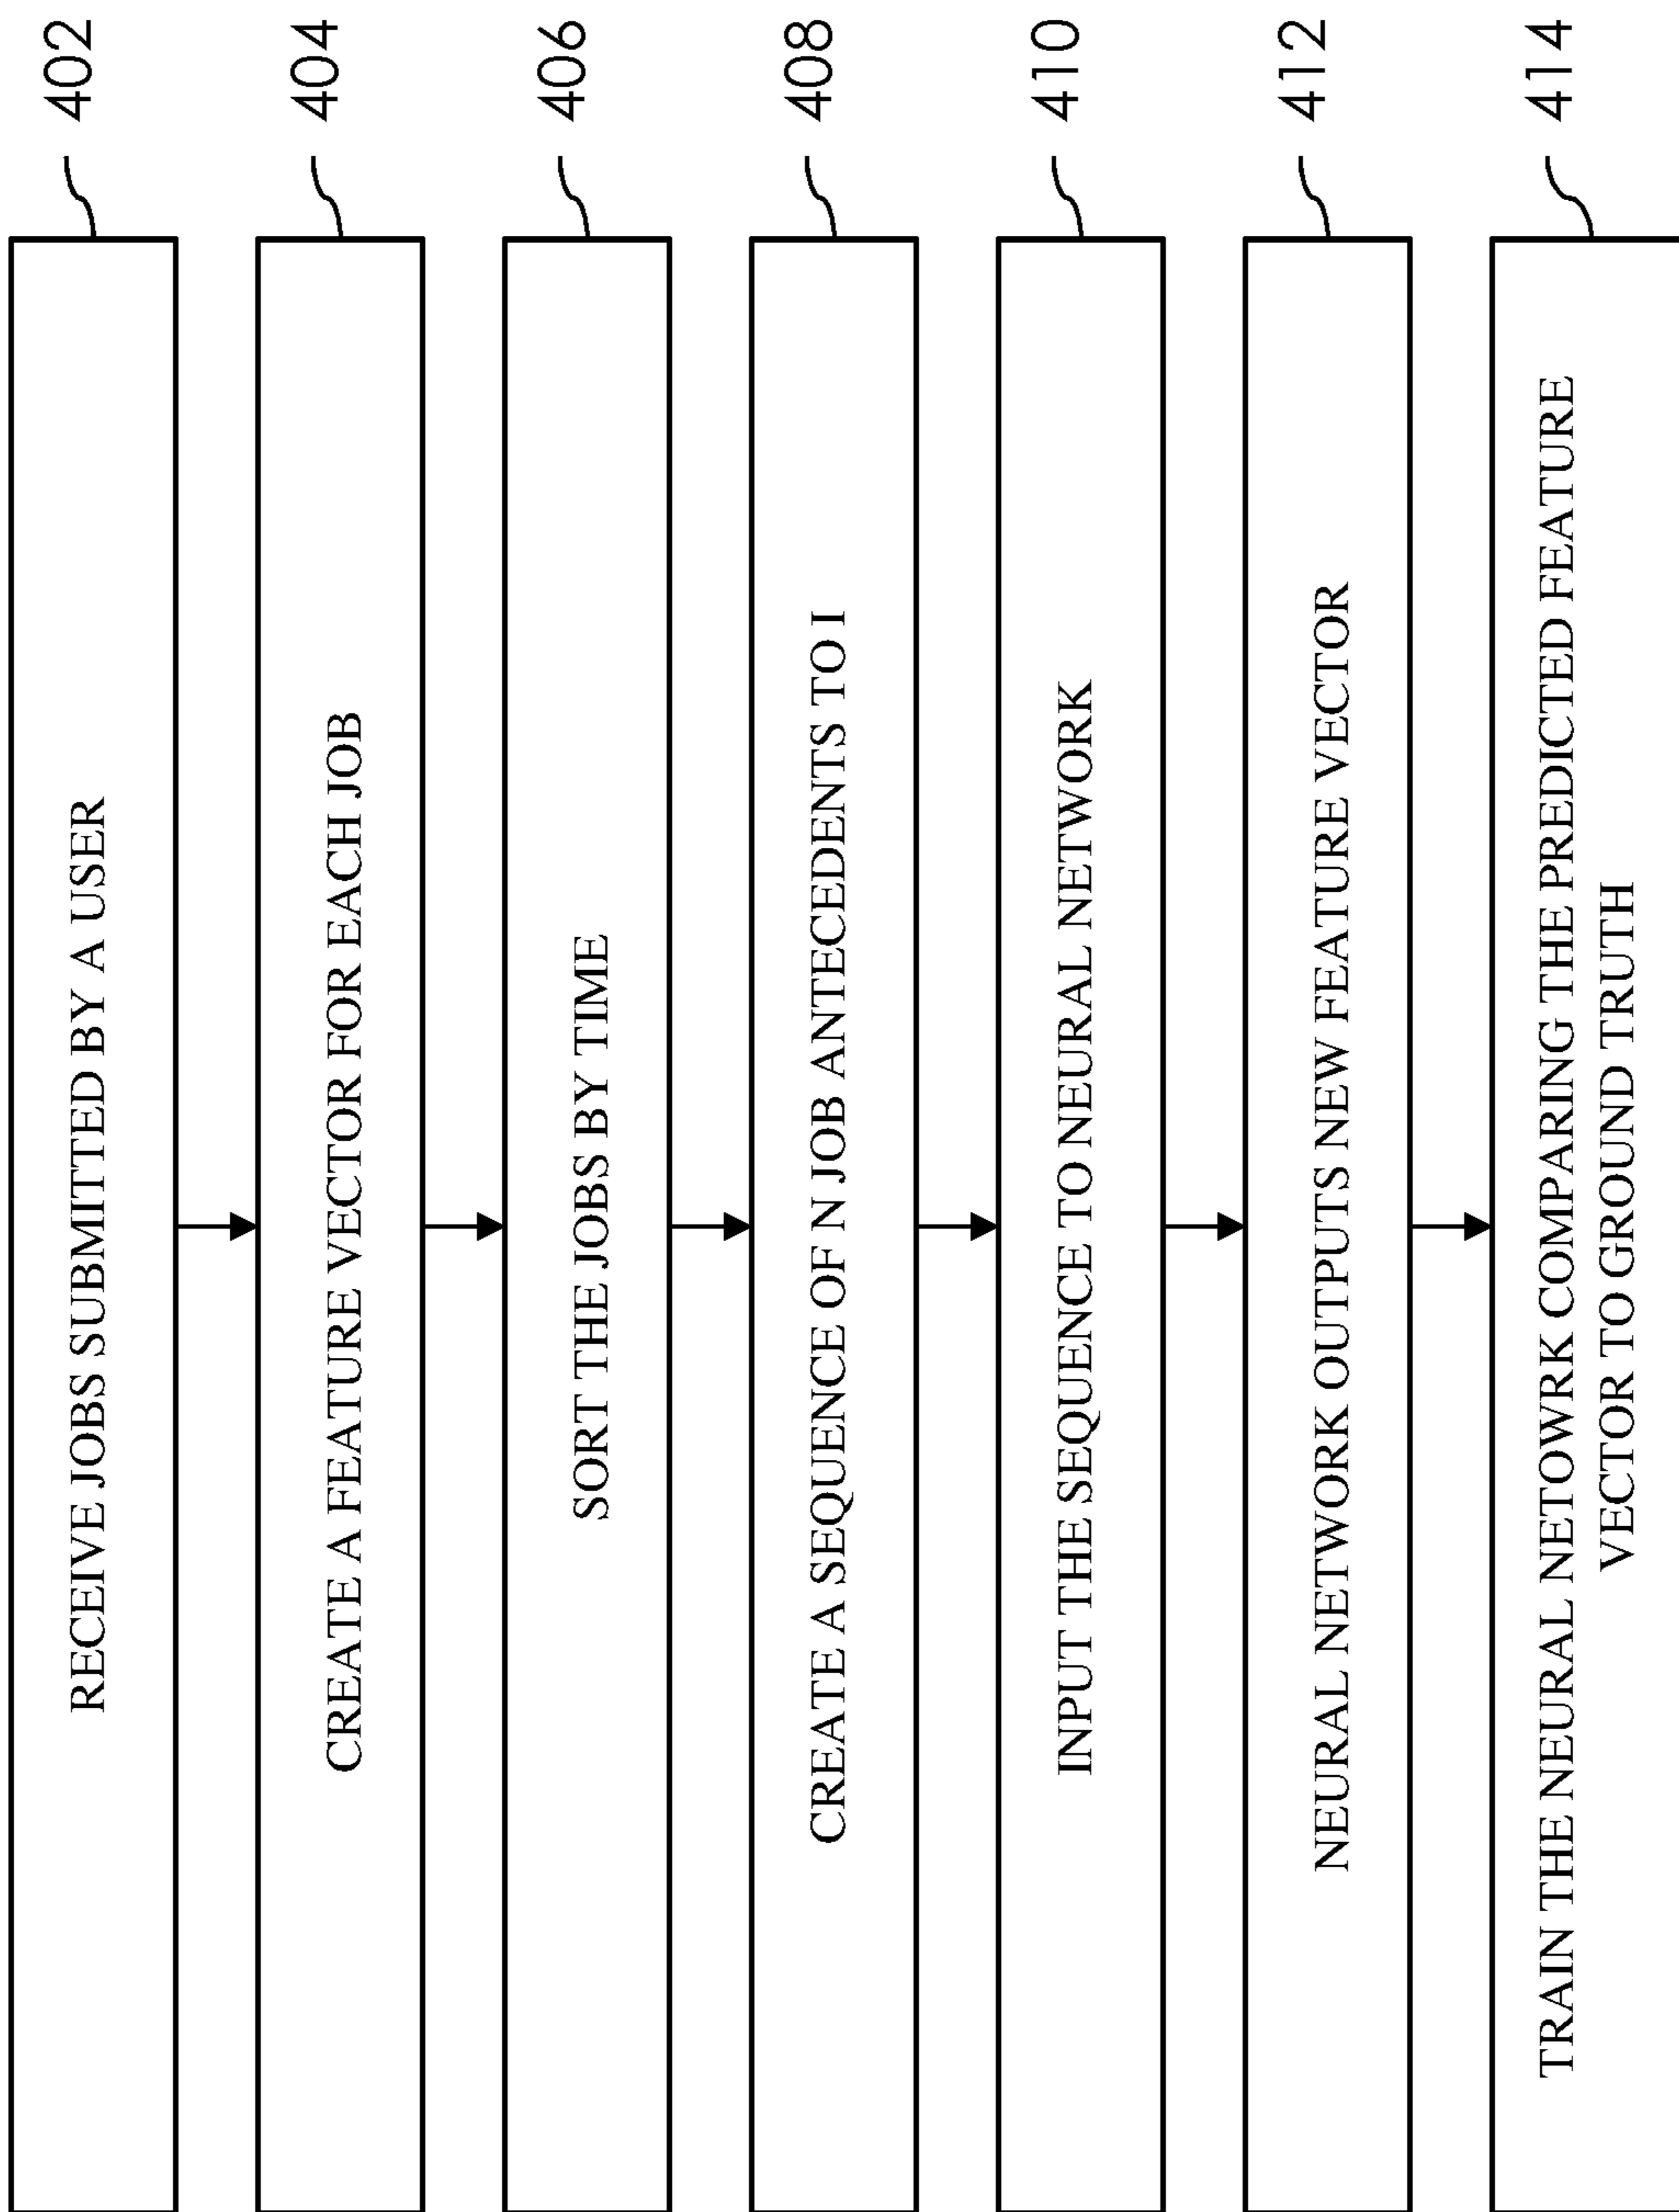 RECEIVE JOBS SUBMITTED BY A USER
402
CREATE A FEATURE VECTOR FOR EACH JOB
404
SORT THE JOBS BY TIME
406
CREATE A SEQUENCE OF N JOB ANTECEDENTS TO I
408
INPUT THE SEQUENCE TO NEURAL NETWORK
410
NEURAL NETWORK OUTPUTS NEW FEATURE VECTOR
412
TRAIN THE NEURAL NETOWRK COMPARING THE PREDICTED FEATURE
VECTOR TO GROUND TRUTH
414